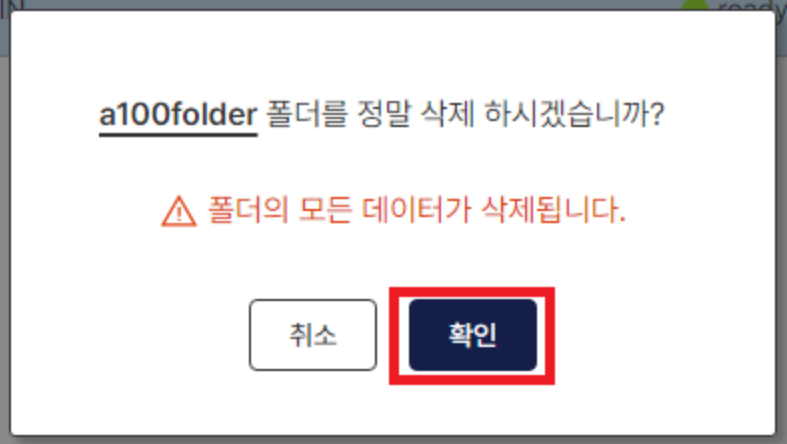 ready
a100folder 폴더를 정말 삭제 하시겠습니까?
폴더의 모든 데이터가 삭제됩니다.
취소
확인